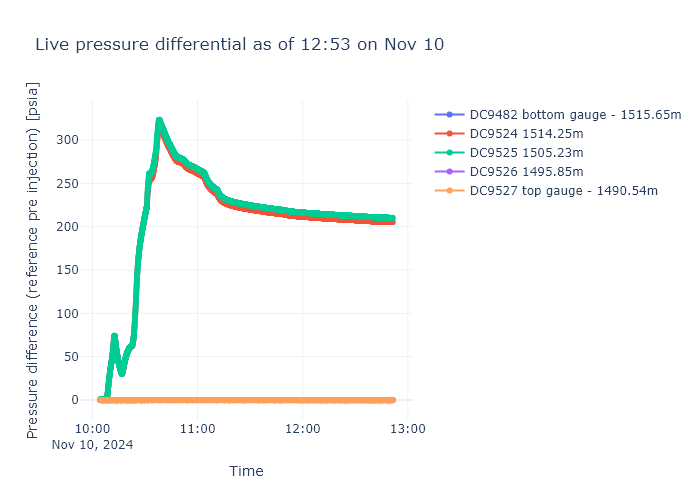 Live pressure differential as of 12:53 on Nov 10
Pressure difference (reference pre injection) [psia]
300
250
200
150
100
50
0
10:00
Nov 10, 2024
11:00
12:00
13:00
Time
DC9482 bottom gauge - 1515.65m
DC9524 1514.25m
DC9525 1505.23m
DC9526 1495.85m
DC9527 top gauge - 1490.54m